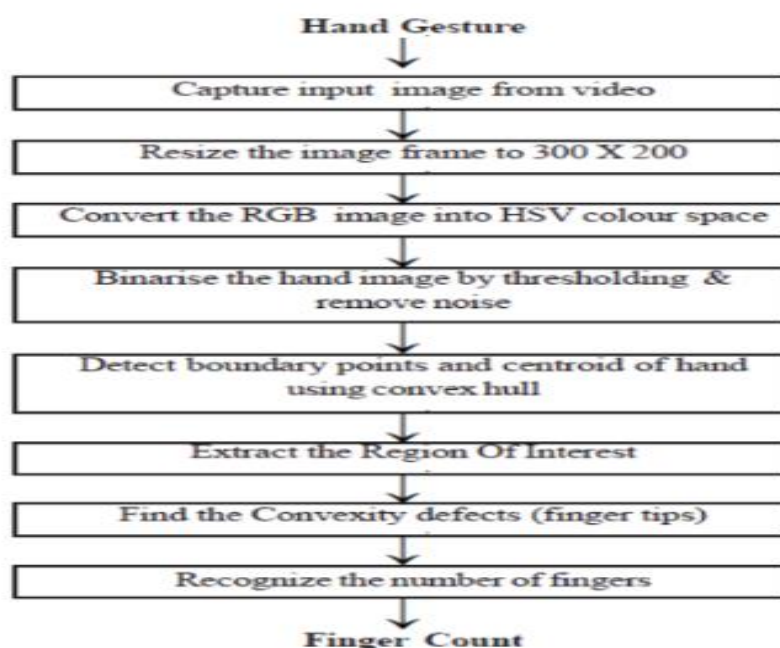 Hand Gesture
Capture input image from video
Resize the image frame to 300 X 200
Convert the RGB image into HSV colour space
Binarise the hand image by thresholding &
remove noise
Detect boundary points and centroid of hand
using convex hull
Extract the Region Of Interest
Find the Convexity defects (finger tips)
Recognize the number of fingers
Finger Count